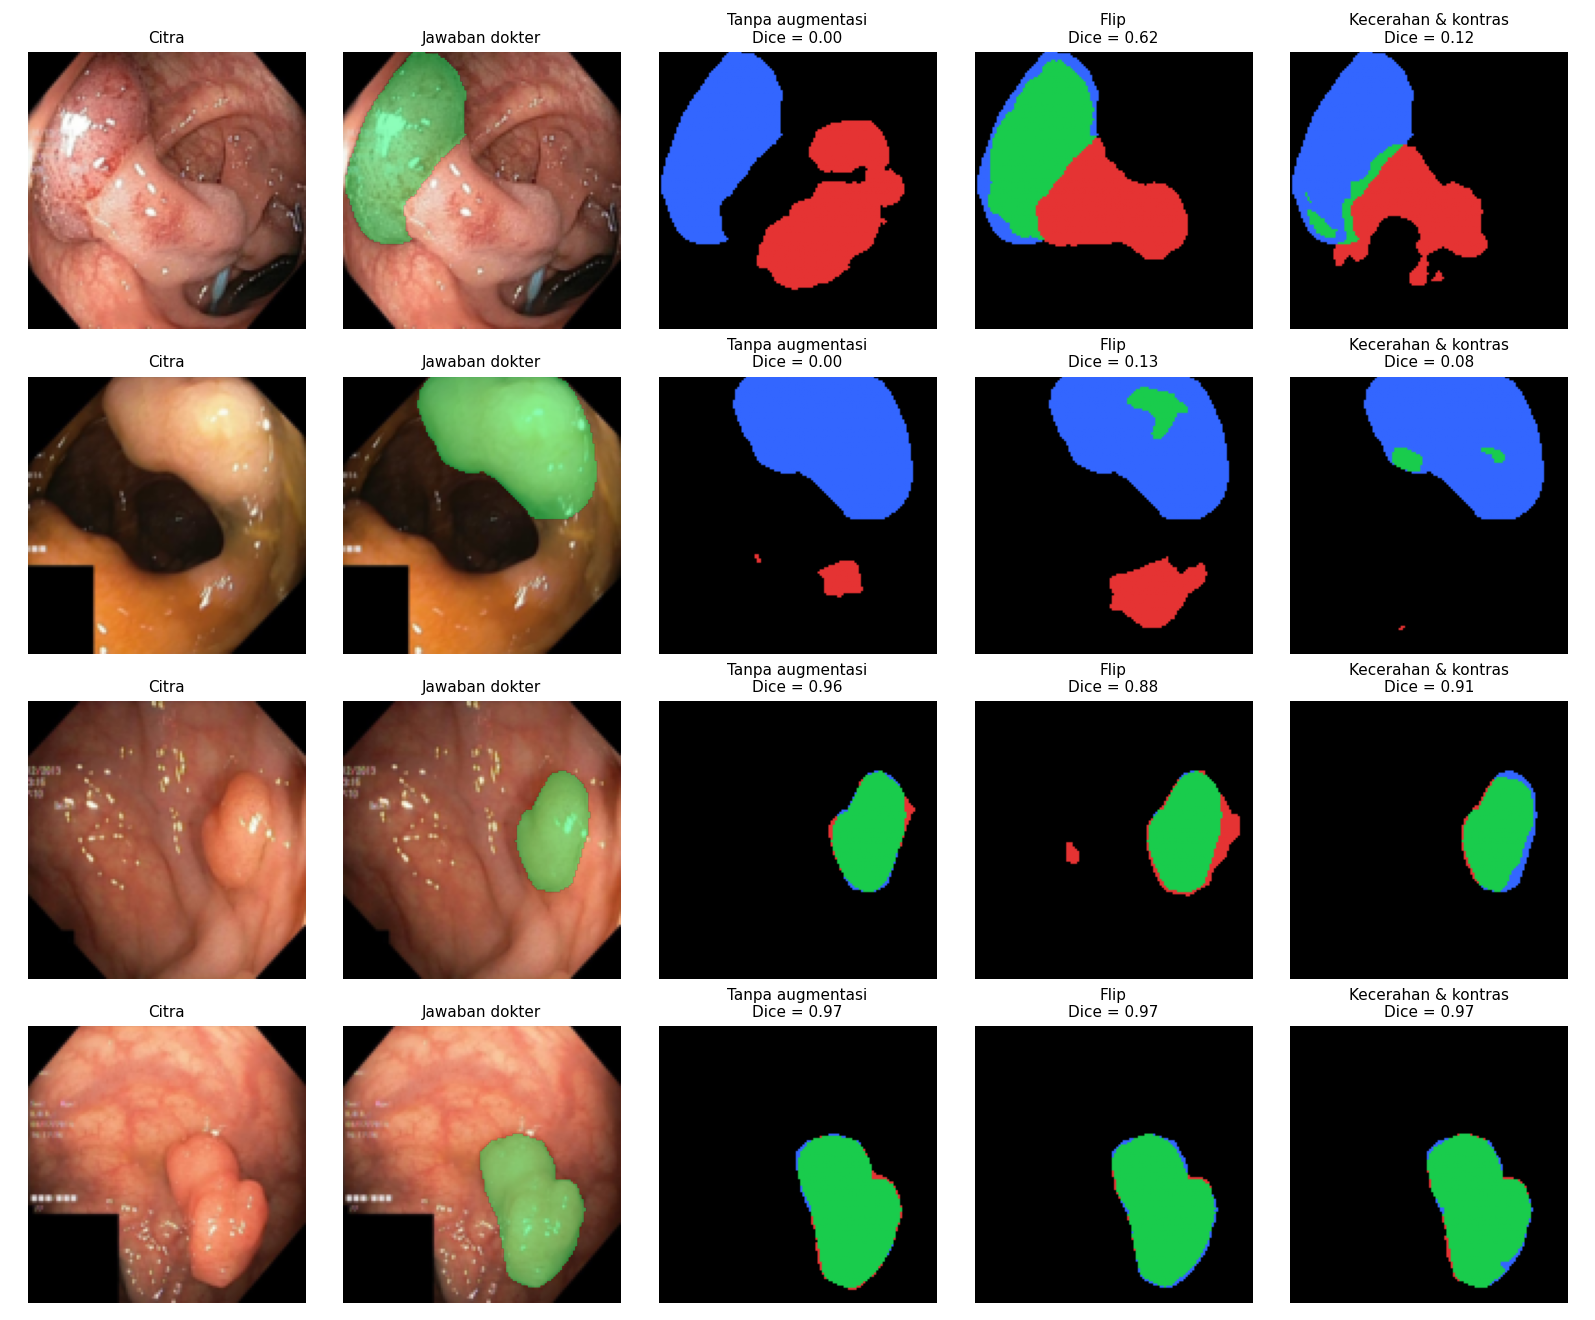 Citra
Jawaban dokter
Tanpa augmentasi
Dice = 0.00
Flip
Dice = 0.62
Kecerahan & kontras
Dice = 0.12
Citra
Jawaban dokter
Tanpa augmentasi
Dice = 0.00
Flip
Dice = 0.13
Kecerahan & kontras
Dice = 0.08
Citra
Jawaban dokter
Tanpa augmentasi
Dice = 0.96
Flip
Dice = 0.88
Kecerahan & kontras
Dice = 0.91
Citra
Jawaban dokter
Tanpa augmentasi
Dice = 0.97
Flip
Dice = 0.97
Kecerahan & kontras
Dice = 0.97